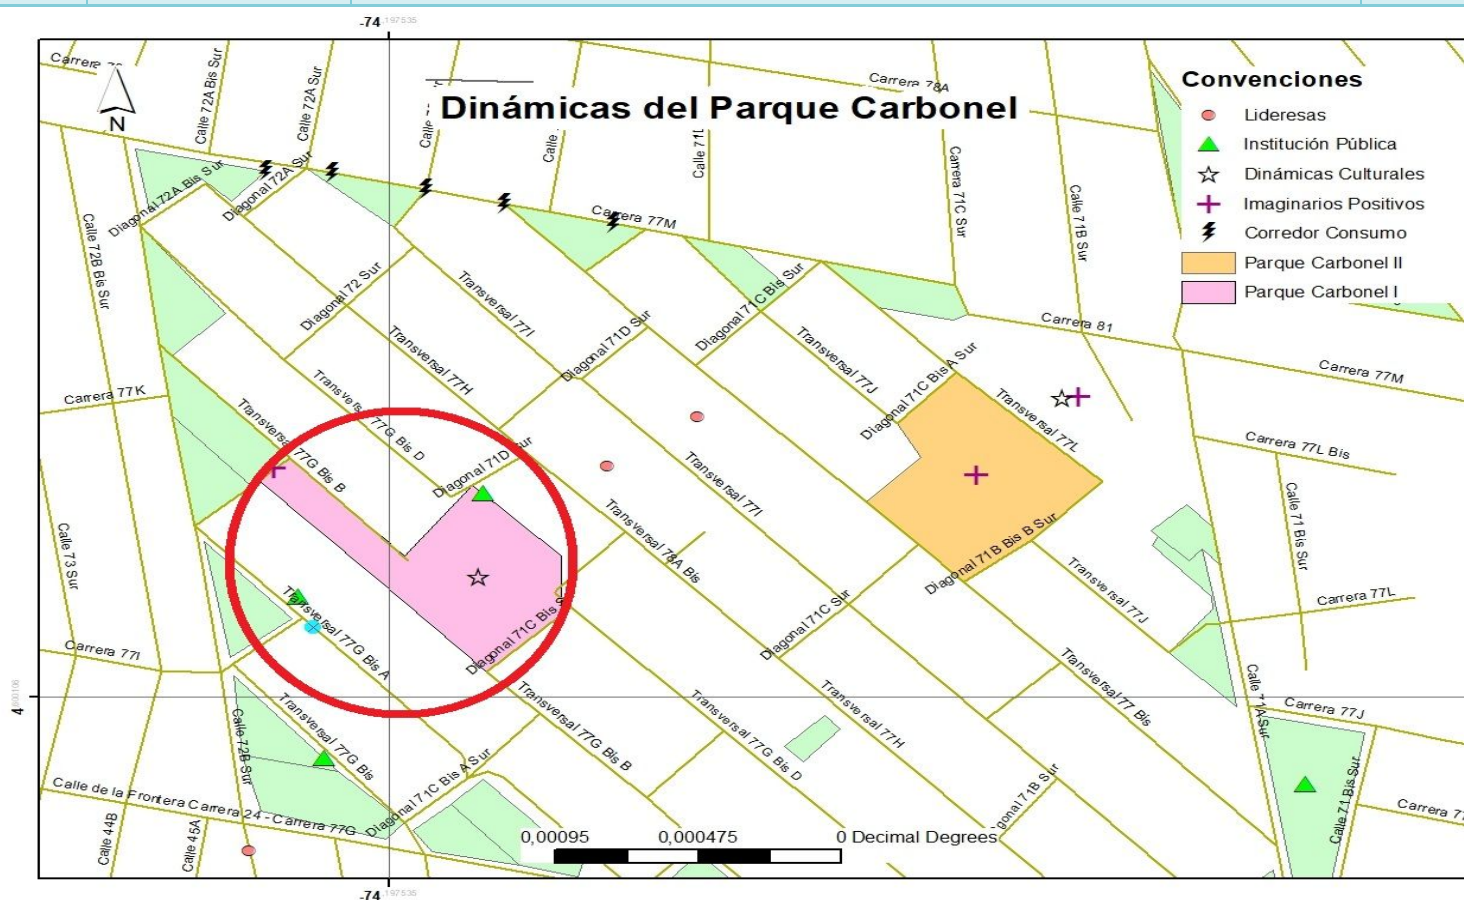 -74
,197535
Carrera 78A
Dinámicas del Parque Carbonel
N
Convenciones
Lideresas
Institución Pública
Dinámicas Culturales
Imaginarios Positivos
Corredor Consumo
Parque Carbonel II
Parque Carbonel I
Calle 72A Bis Sur
Calle 72A Sur
Carrera 71C Sur
Calle 71B Sur
Diagonal 72A Bis Sur
Diagonal 72A Sur
Carrera 77M
Calle 72B Bis Sur
Diagonal 72 Sur
Transversal 77I
Diagonal 71D Sur
Diagonal 71C Bis Sur
Carrera 81
Transversal 77H
Transversal 77J
Diagonal 71C Bis A Sur
Carrera 77M
Carrera 77K
Transversal 77G Bis D
Transversal 77L
Transversal 77G Bis B
Diagonal 71D Sur
Carrera 77L Bis
Transversal 77I
Calle 73 Sur
Transversal 78A Bis
Calle 71 Bis Sur
Diagonal 71B Bis B Sur
Transversal 77J
Carrera 77L
Transversal 77G Bis A
Diagonal 71C Bis S
Diagonal 71C Sur
Carrera 77I
Transversal 77 Bis
Calle 71A Sur
4
Carrera 77J
Calle 72B Sur
Transversal 77G Bis
Transversal 77G Bis B
Transversal 77G Bis D
Transversal 77H
Diagonal 71C Bis A Sur
Calle 71 Bis Sur
Calle de la Frontera Carrera 24 - Carrera 77G
Calle 44B
Calle 45A
gonal 71B Sur
Carrera 77
0,00095 0,000475 0 Decimal Degrees
-74
,197535